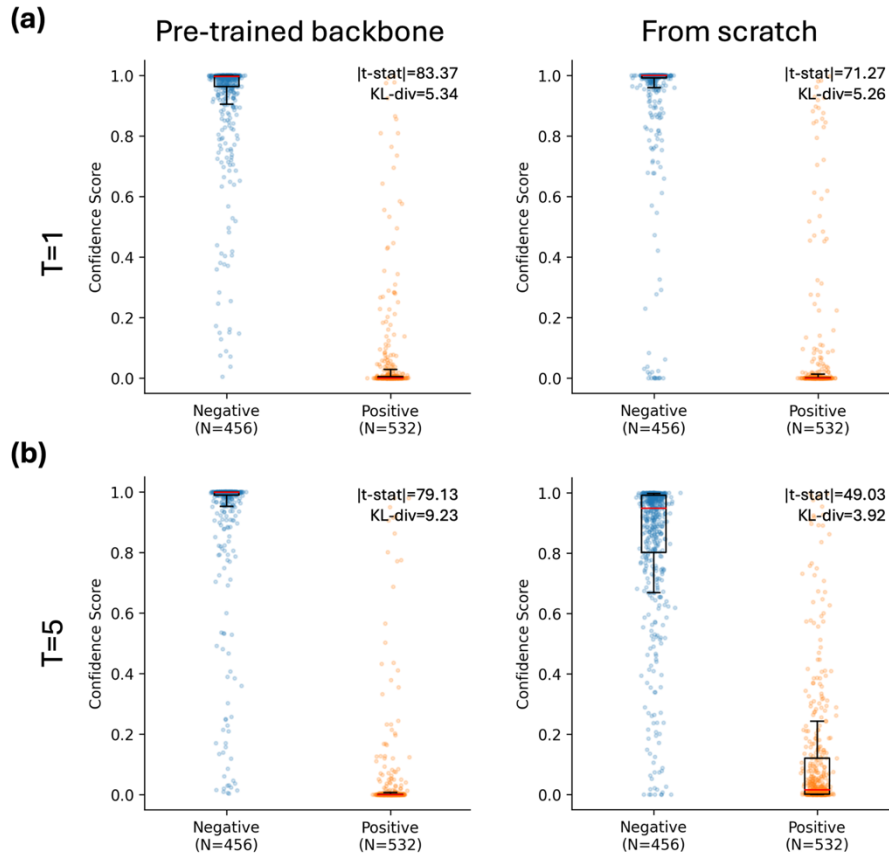 (a)
Pre-trained backbone
From scratch
T=1
Confidence Score
1.0
0.8
0.6
0.4
0.2
0.0
|t-stat|=83.37
KL-div=5.34
Negative
(N=456)
Positive
(N=532)
Confidence Score
1.0
0.8
0.6
0.4
0.2
0.0
|t-stat|=71.27
KL-div=5.26
Negative
(N=456)
Positive
(N=532)
(b)
T=5
Confidence Score
1.0
0.8
0.6
0.4
0.2
0.0
|t-stat|=79.13
KL-div=9.23
Negative
(N=456)
Positive
(N=532)
Confidence Score
1.0
0.8
0.6
0.4
0.2
0.0
|t-stat|=49.03
KL-div=3.92
Negative
(N=456)
Positive
(N=532)